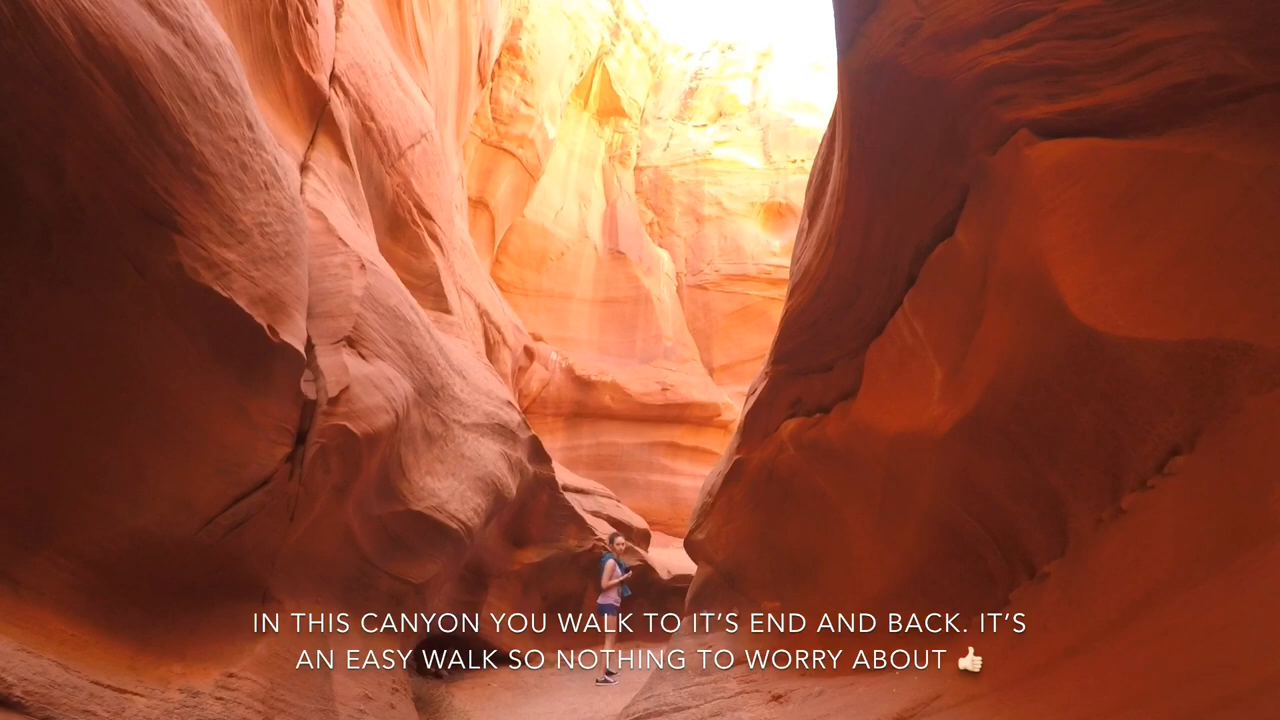 IN THIS CANYON YOU WALK TO IT’S END AND BACK. IT’S
AN EASY WALK SO NOTHING TO WORRY ABOUT 👍🏻